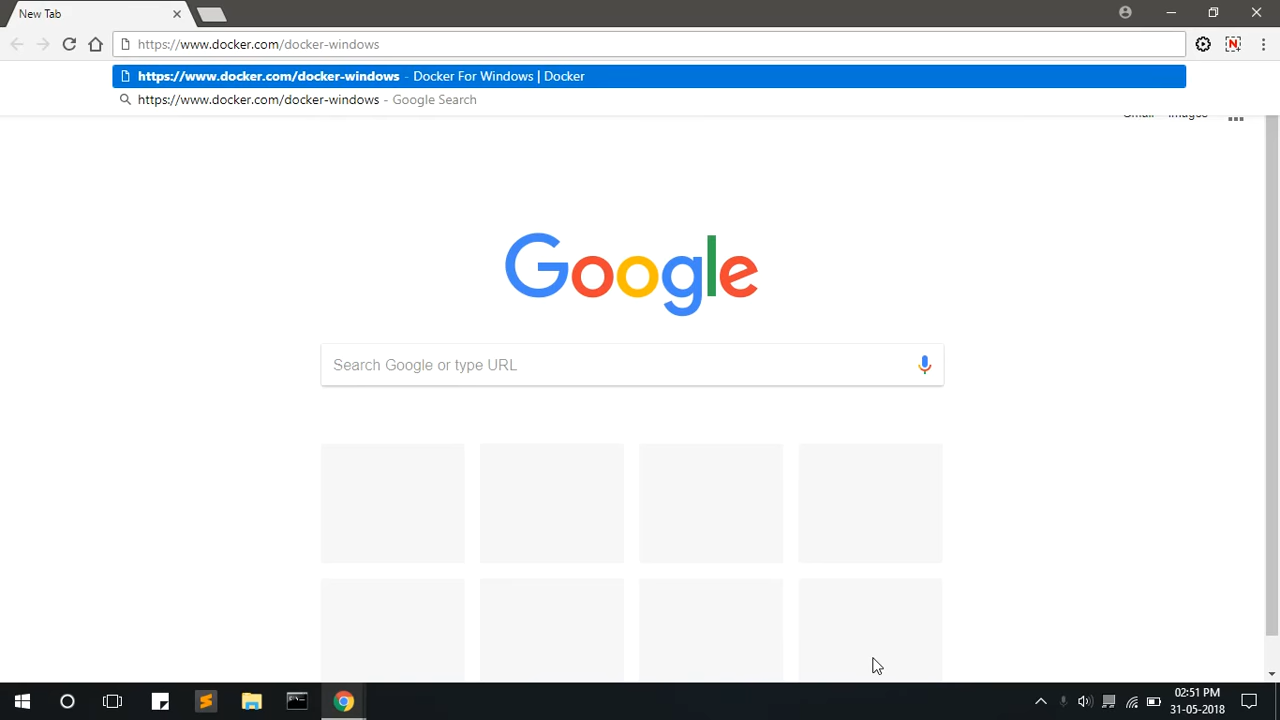 New Tab
https://www.docker.com/docker-windows
https://www.docker.com/docker-windows - Docker For Windows | Docker
https://www.docker.com/docker-windows - Google Search
Gmail Images
Google
Search Google or type URL
02:51 PM
31-05-2018